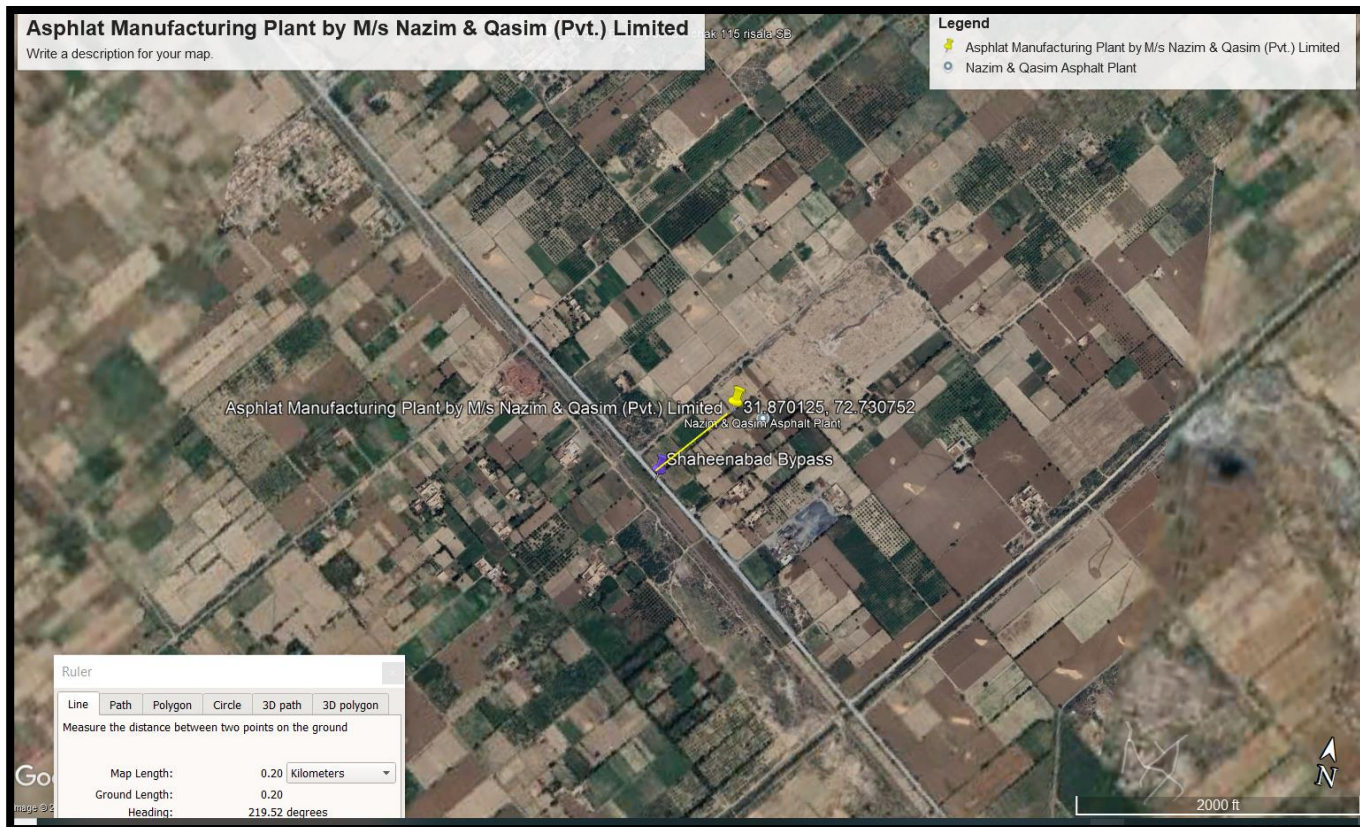 Asphlat Manufacturing Plant by M/s Nazim & Qasim (Pvt.) Limited
Write a description for your map.
115 risala SB
Legend
Asphlat Manufacturing Plant by M/s Nazim & Qasim (Pvt.) Limited
Nazim & Qasim Asphalt Plant
Asphlat Manufacturing Plant by M/s Nazim & Qasim (Pvt.) Limited 31.870125, 72.730752
Nazim & Qasim Asphalt Plant
Shaheenabad Bypass
Ruler
Line Path Polygon Circle 3D path 3D polygon
Measure the distance between two points on the ground
Map Length: 0.20 Kilometers
Ground Length: 0.20
Heading: 219.52 degrees
2000 ft
N